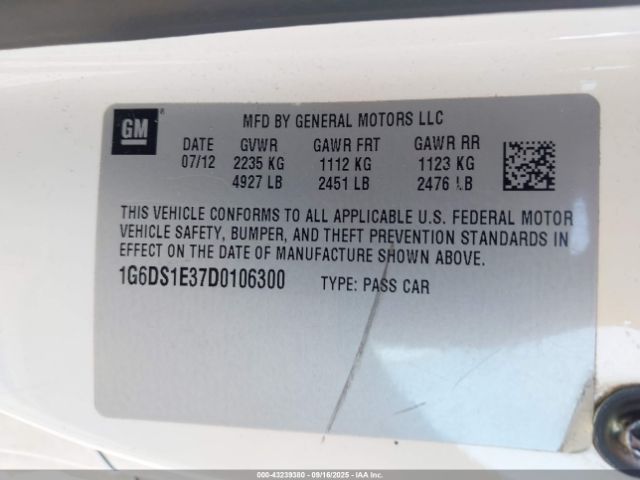 GM
MFD BY GENERAL MOTORS LLC
DATE GVWR GAWR FRT GAWR RR
07/12 2235 KG 1112 KG 1123 KG
4927 LB 2451 LB 2476 LB
THIS VEHICLE CONFORMS TO ALL APPLICABLE U.S. FEDERAL MOTOR
VEHICLE SAFETY, BUMPER, AND THEFT PREVENTION STANDARDS IN
EFFECT ON THE DATE OF MANUFACTURE SHOWN ABOVE.
1G6DS1E37D0106300 TYPE: PASS CAR
000-43239380 - 09/16/2025 - IAA Inc.